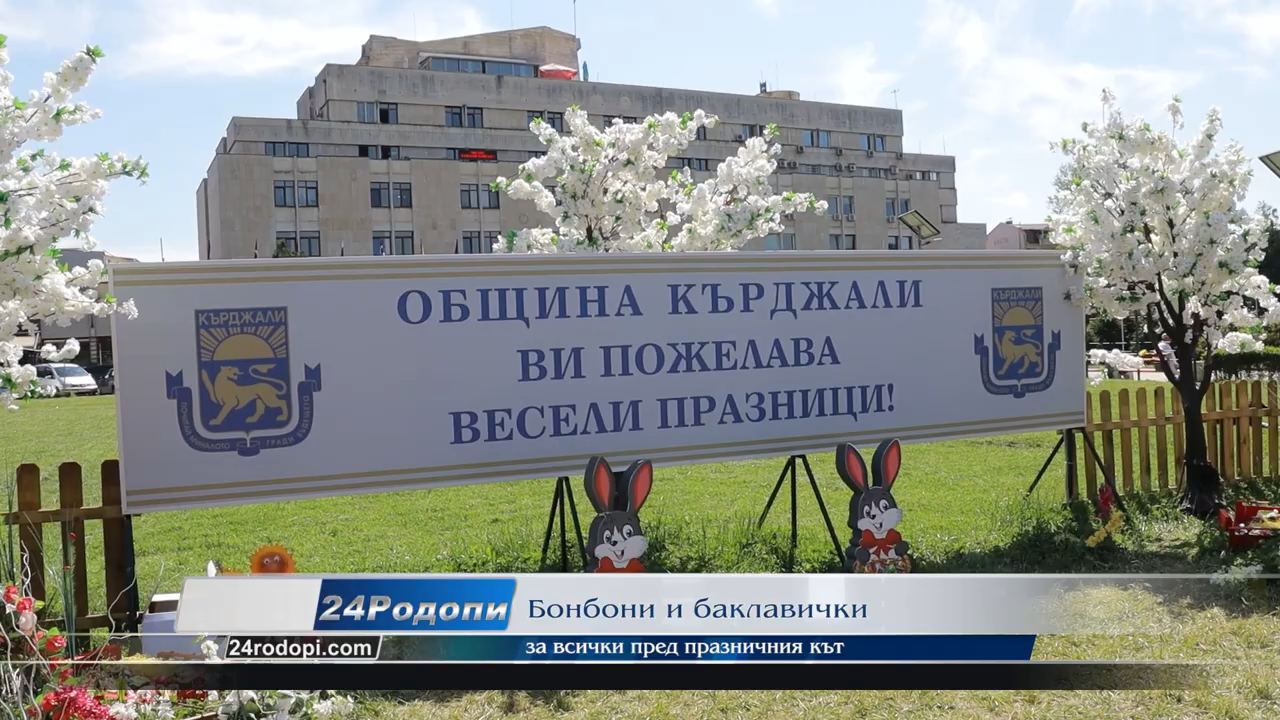 КЪРДЖАЛИ
ОБЩИНА КЪРДЖАЛИ
ВИ ПОЖЕЛАВА
ВЕСЕЛИ ПРАЗНИЦИ!
КЪРДЖАЛИ
24Родопи
Бонбони и баклавички
24rodopi.com
за всички пред празничния кът